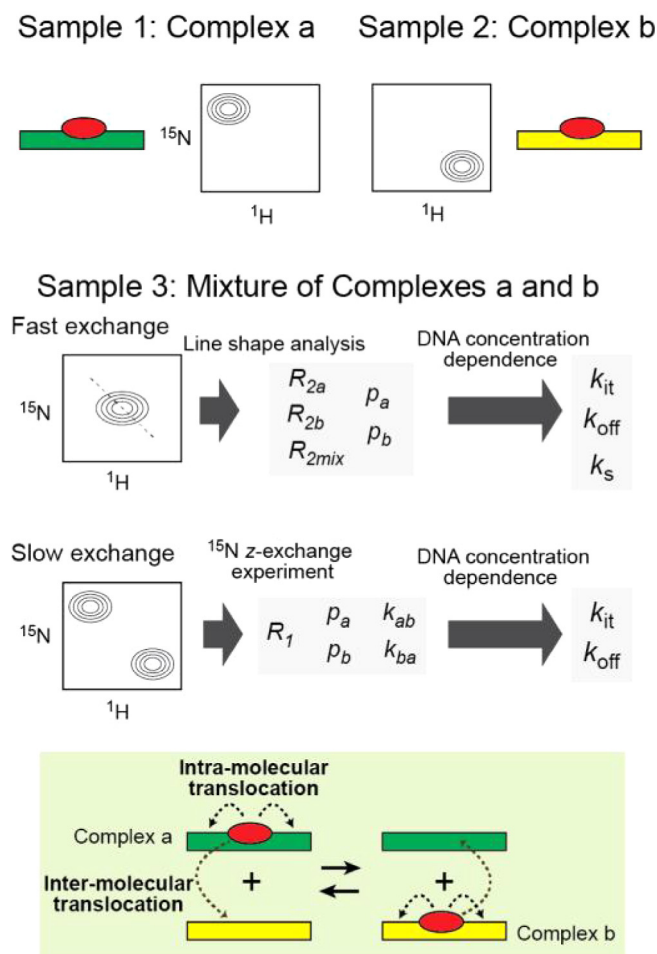 Sample 1: Complex a
Sample 2: Complex b
15N
1H
1H
Sample 3: Mixture of Complexes a and b
Fast exchange
Line shape analysis
DNA concentration
dependence
15N
1H
R2a
R2b
R2mix
pa
pb
kit
koff
ks
Slow exchange
15N z-exchange
experiment
DNA concentration
dependence
15N
1H
R1
pa
pb
kab
kba
kit
koff
Intra-molecular
translocation
Complex a
+
+
Inter-molecular
translocation
Complex b